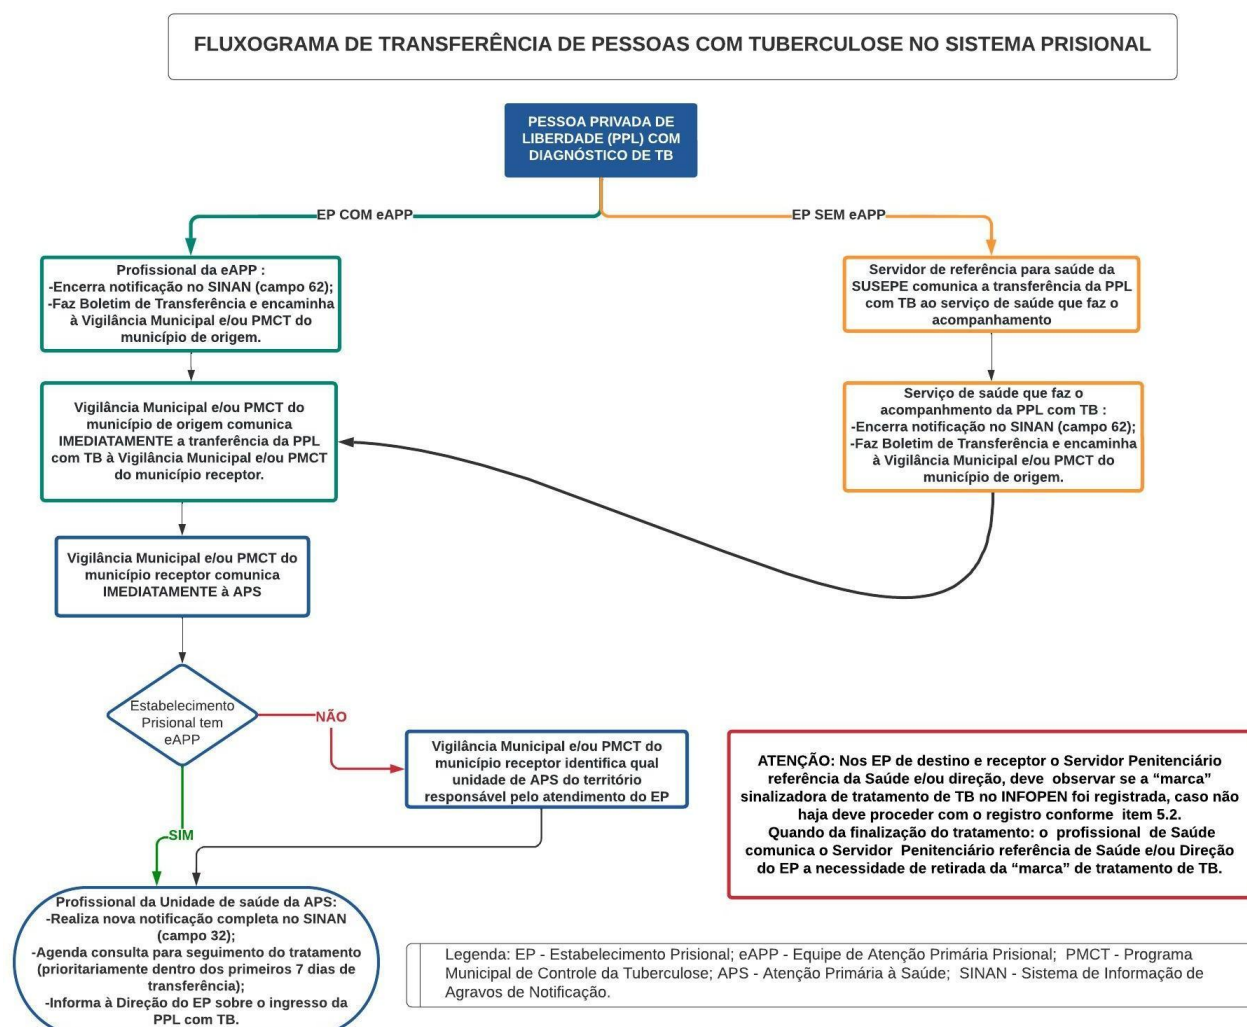 FLUXOGRAMA DE TRANSFERÊNCIA DE PESSOAS COM TUBERCULOSE NO SISTEMA PRISIONAL
PESSOA PRIVADA DE
LIBERDADE (PPL) COM
DIAGNÓSTICO DE TB
EP COM eAPP
EP SEM eAPP
Profissional da eAPP :
-Encerra notificação no SINAN (campo 62);
-Faz Boletim de Transferência e encaminha
à Vigilância Municipal e/ou PMCT do
município de origem.
Servidor de referência para saúde da
SUSEPE comunica a transferência da PPL
com TB ao serviço de saúde que faz o
acompanhamento
Vigilância Municipal e/ou PMCT do
município de origem comunica
IMEDIATAMENTE a tranferência da PPL
com TB à Vigilância Municipal e/ou PMCT
do município receptor.
Serviço de saúde que faz o
acompanhmento da PPL com TB :
-Encerra notificação no SINAN (campo 62);
-Faz Boletim de Transferência e encaminha
à Vigilância Municipal e/ou PMCT do
município de origem.
Vigilância Municipal e/ou PMCT do
município receptor comunica
IMEDIATAMENTE à APS
Estabelecimento
Prisional tem
eAPP
NÃO
SIM
Vigilância Municipal e/ou PMCT do
município receptor identifica qual
unidade de APS do território
responsável pelo atendimento do EP
ATENÇÃO: Nos EP de destino e receptor o Servidor Penitenciário
referência da Saúde e/ou direção, deve observar se a “marca”
sinalizadora de tratamento de TB no INFOPEN foi registrada, caso não
haja deve proceder com o registro conforme item 5.2.
Quando da finalização do tratamento: o profissional de Saúde
comunica o Servidor Penitenciário referência de Saúde e/ou Direção
do EP a necessidade de retirada da “marca” de tratamento de TB.
Profissional da Unidade de saúde da APS:
-Realiza nova notificação completa no SINAN
(campo 32);
-Agenda consulta para seguimento do tratamento
(prioritariamente dentro dos primeiros 7 dias de
transferência);
-Informa à Direção do EP sobre o ingresso da
PPL com TB.
Legenda: EP - Estabelecimento Prisional; eAPP - Equipe de Atenção Primária Prisional; PMCT - Programa
Municipal de Controle da Tuberculose; APS - Atenção Primária à Saúde; SINAN - Sistema de Informação de
Agravos de Notificação.